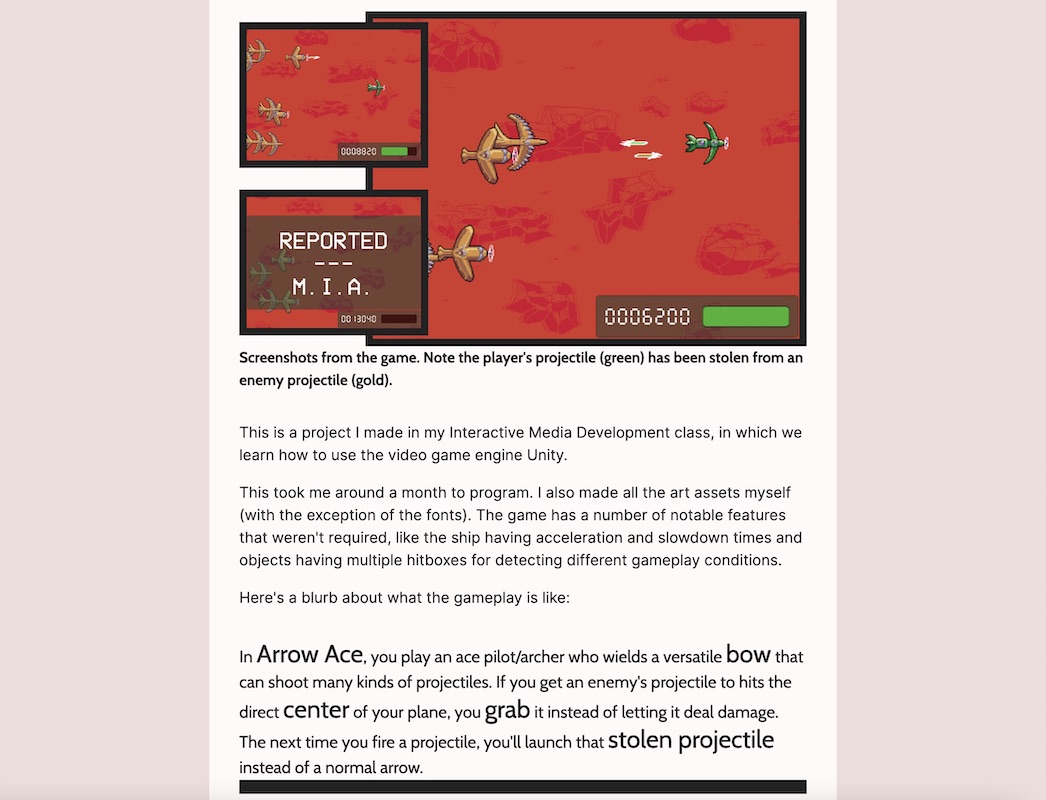 0008820
REPORTED
---
M.I.A.
0013040
0006200
Screenshots from the game. Note the player's projectile (green) has been stolen from an
enemy projectile (gold).
This is a project I made in my Interactive Media Development class, in which we
learn how to use the video game engine Unity.
This took me around a month to program. I also made all the art assets myself
(with the exception of the fonts). The game has a number of notable features
that weren't required, like the ship having acceleration and slowdown times and
objects having multiple hitboxes for detecting different gameplay conditions.
Here's a blurb about what the gameplay is like:
In Arrow Ace, you play an ace pilot/archer who wields a versatile bow that
can shoot many kinds of projectiles. If you get an enemy's projectile to hits the
direct center of your plane, you grab it instead of letting it deal damage.
The next time you fire a projectile, you'll launch that stolen projectile
instead of a normal arrow.